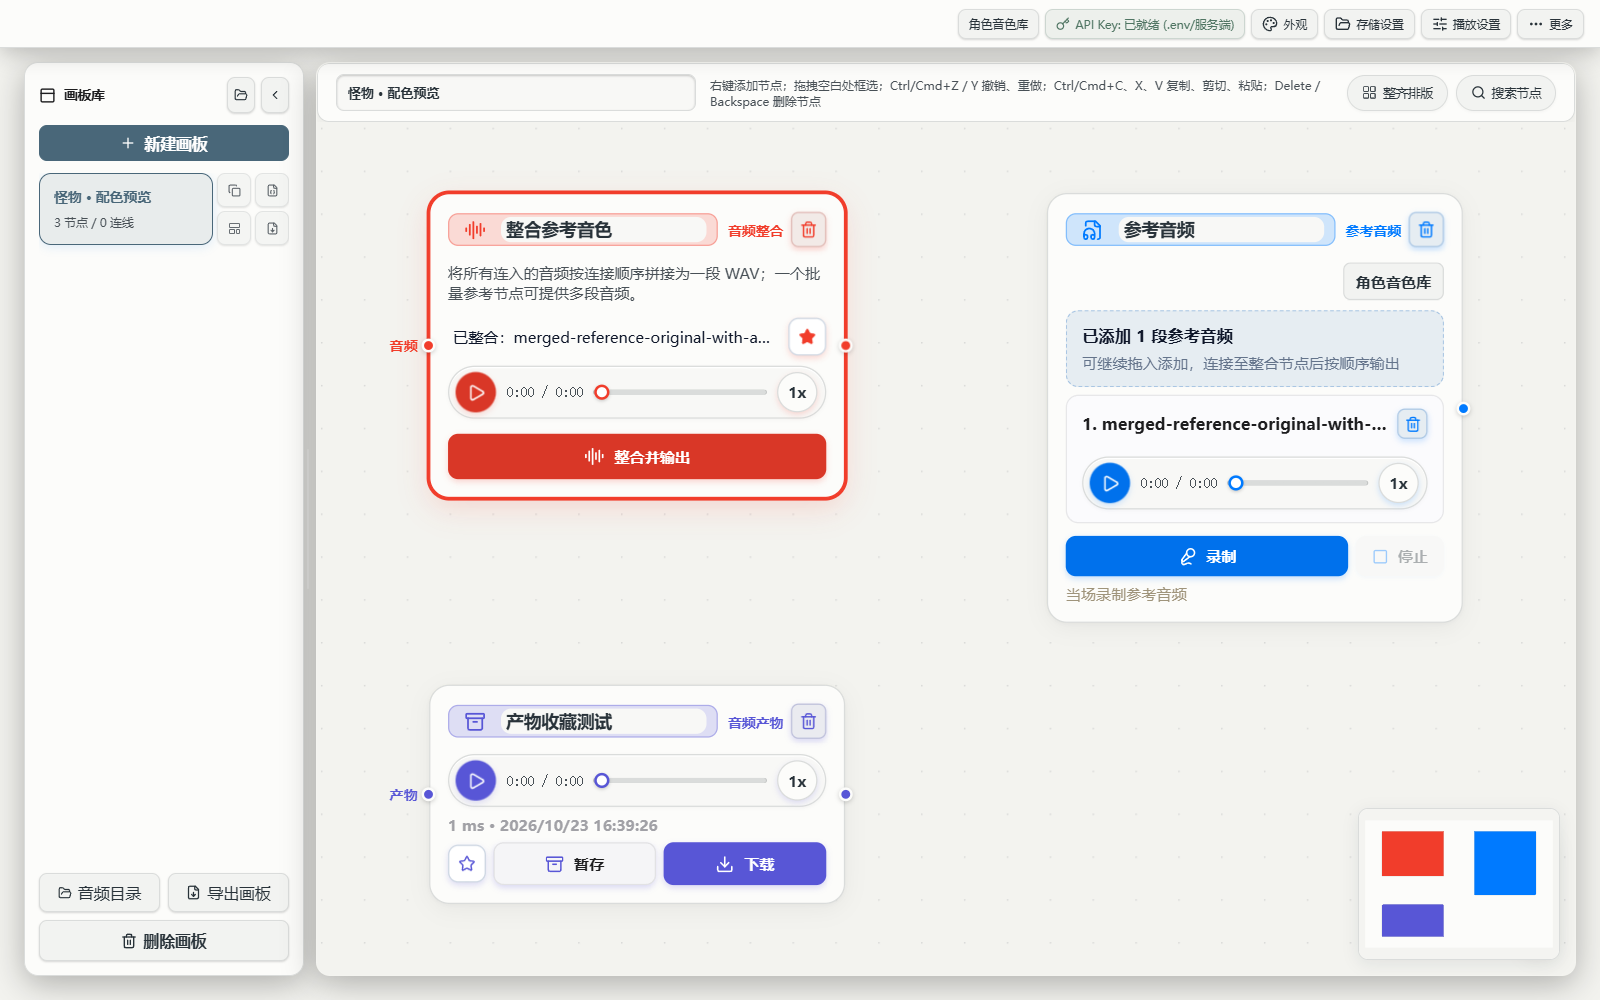 角色音色库
API Key: 已就绪 (.env/服务端)
外观
存储设置
播放设置
更多
画板库
新建画板
怪物 • 配色预览
3 节点 / 0 连线
音频目录
导出画板
删除画板
怪物 • 配色预览
右键添加节点；拖拽空白处框选；Ctrl/Cmd+Z / Y 撤销、重做；Ctrl/Cmd+C、X、V 复制、剪切、粘贴；Delete /
Backspace 删除节点
整齐排版
搜索节点
整合参考音色
音频整合
将所有连入的音频按连接顺序拼接为一段 WAV；一个批
量参考节点可提供多段音频。
音频
已整合：merged-reference-original-with-a...
0:00 / 0:00
1x
整合并输出
参考音频
参考音频
角色音色库
已添加 1 段参考音频
可继续拖入添加，连接至整合节点后按顺序输出
1. merged-reference-original-with-...
0:00 / 0:00
1x
录制
停止
当场录制参考音频
产物收藏测试
音频产物
0:00 / 0:00
1x
产物
1 ms • 2026/10/23 16:39:26
暂存
下载